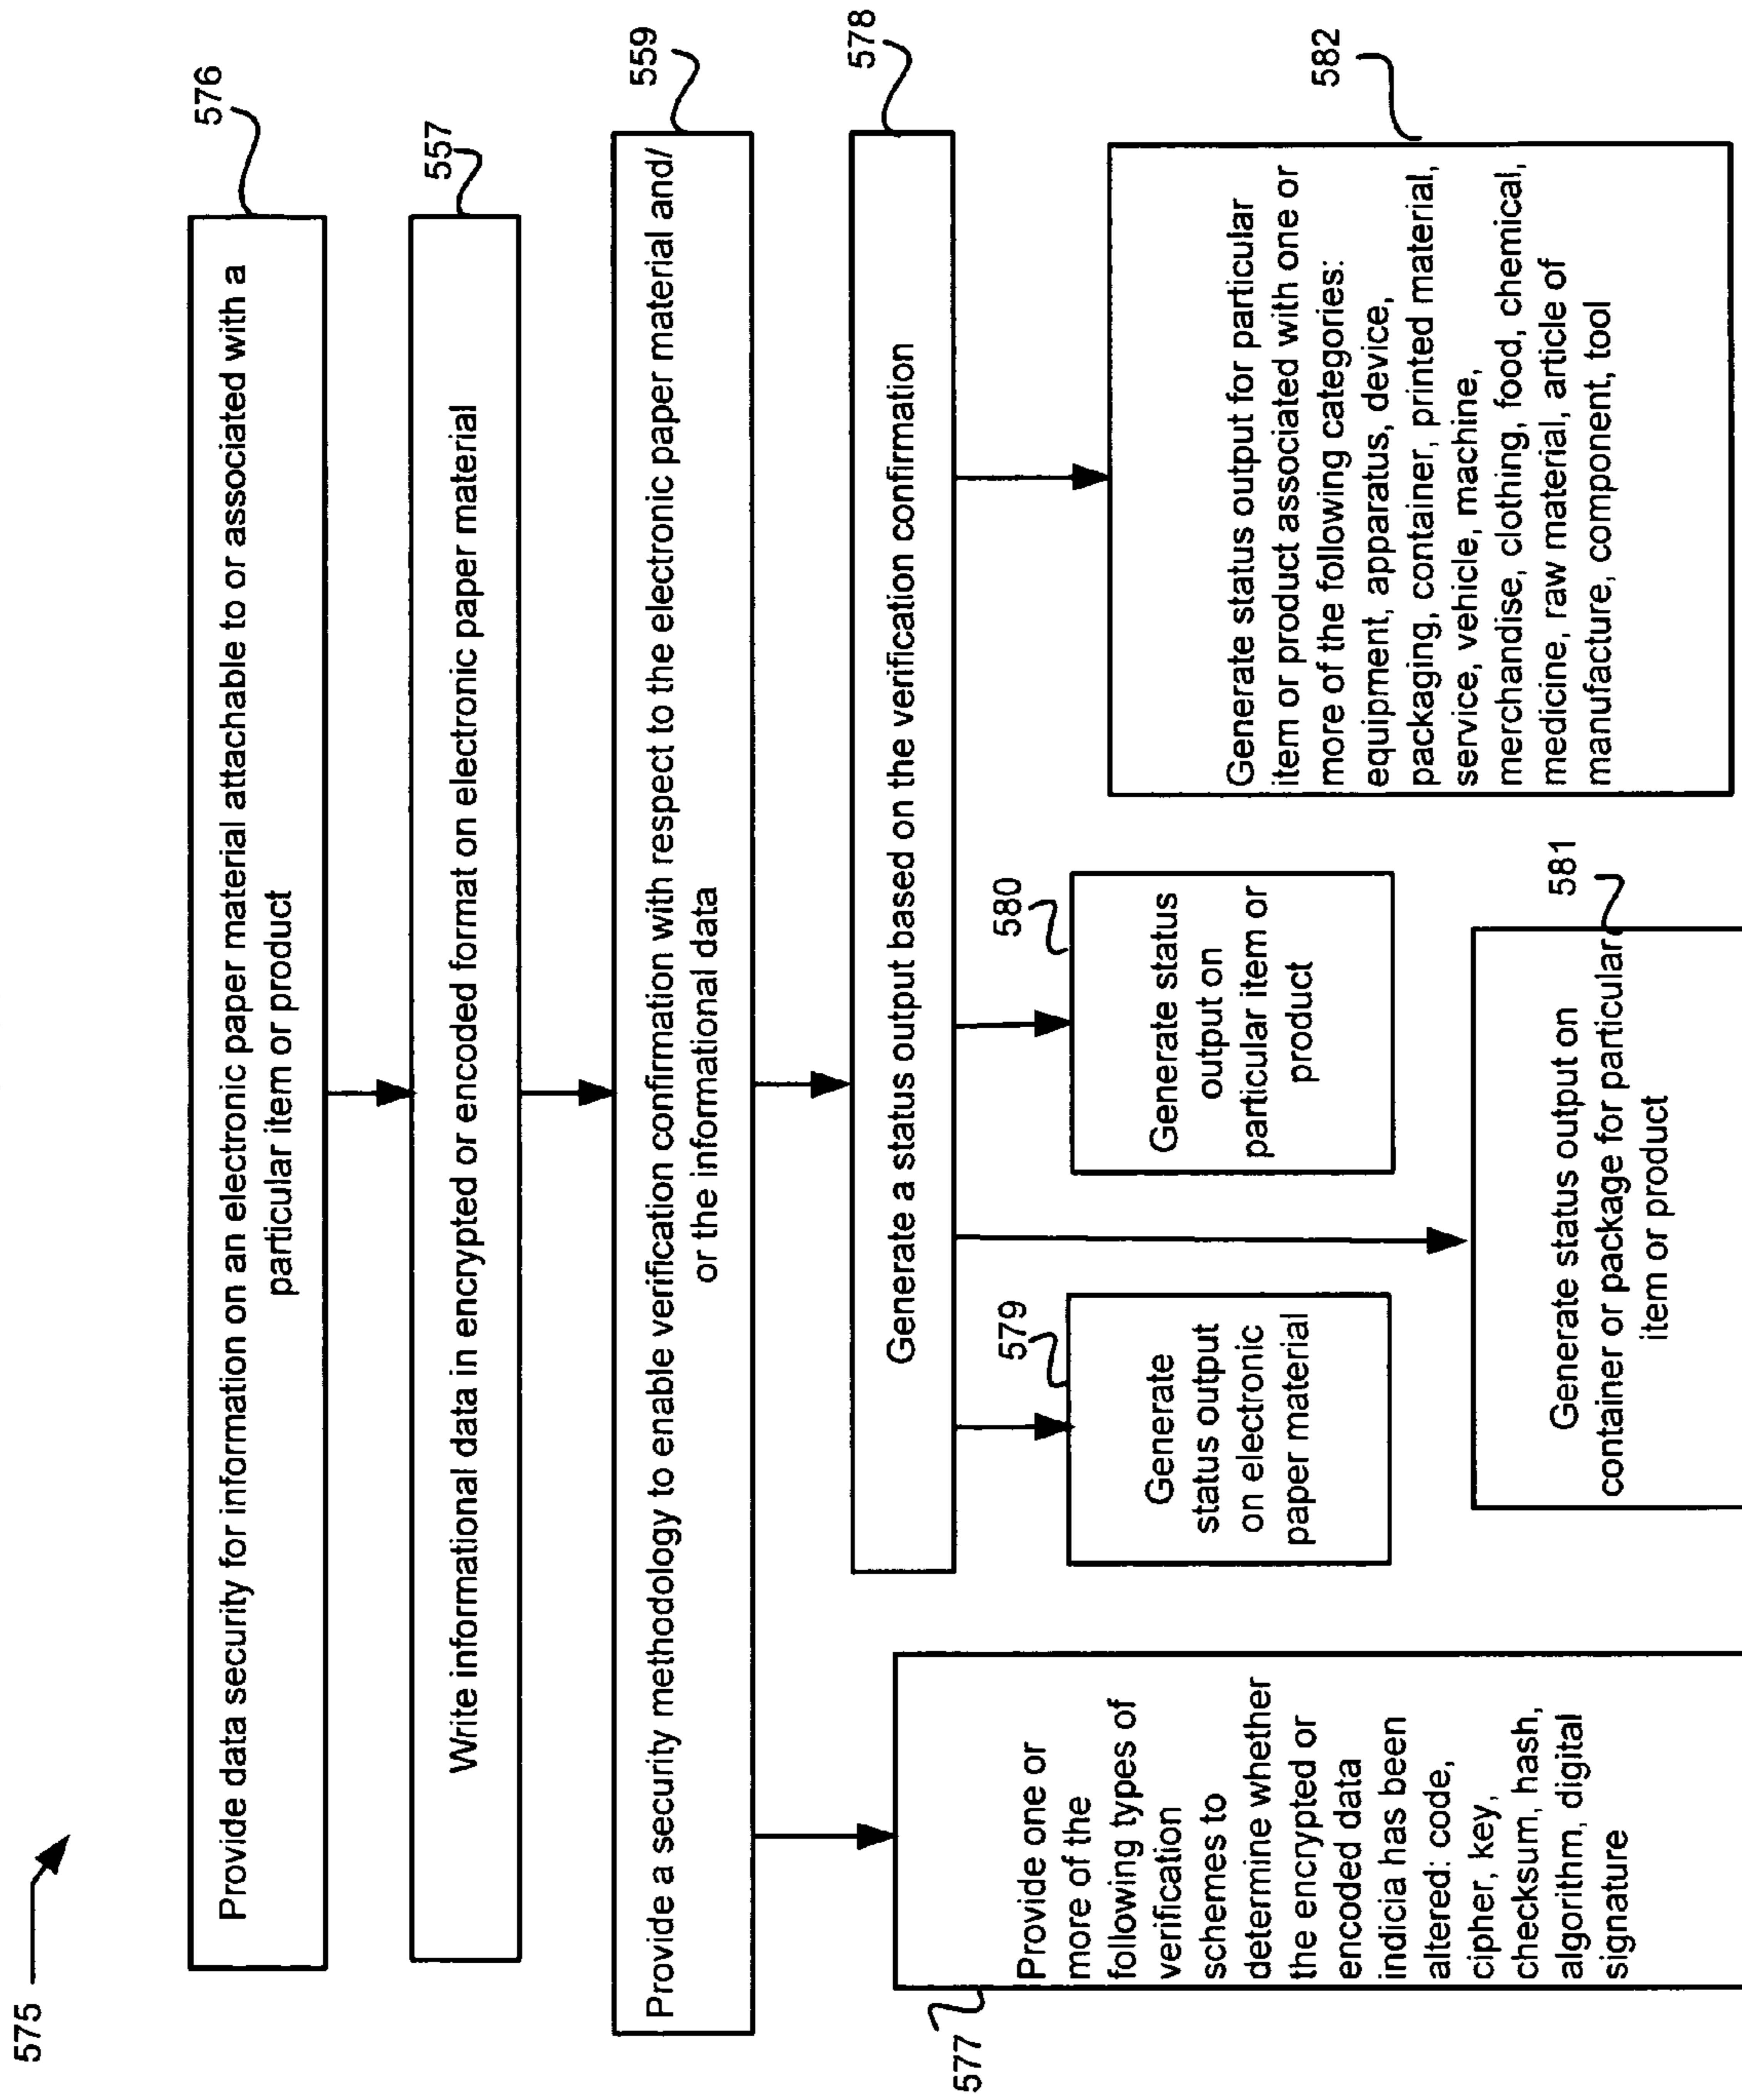 575
576
Provide data security for information on an electronic paper material attachable to or associated with a
particular item or product
557
Write informational data in encrypted or encoded format on electronic paper material
559
Provide a security methodology to enable verification confirmation with respect to the electronic paper material and/
or the informational data
578
Generate a status output based on the verification confirmation
577
Provide one or
more of the
following types of
verification
schemes to
determine whether
the encrypted or
encoded data
indicia has been
altered: code,
cipher, key,
checksum, hash,
algorithm, digital
signature
579
Generate
status output
on electronic
paper material
580
Generate status
output on
particular item or
product
581
Generate status output on
container or package for particular
item or product
582
Generate status output for particular
item or product associated with one or
more of the following categories:
equipment, apparatus, device,
packaging, container, printed material,
service, vehicle, machine,
merchandise, clothing, food, chemical,
medicine, raw material, article of
manufacture, component, tool